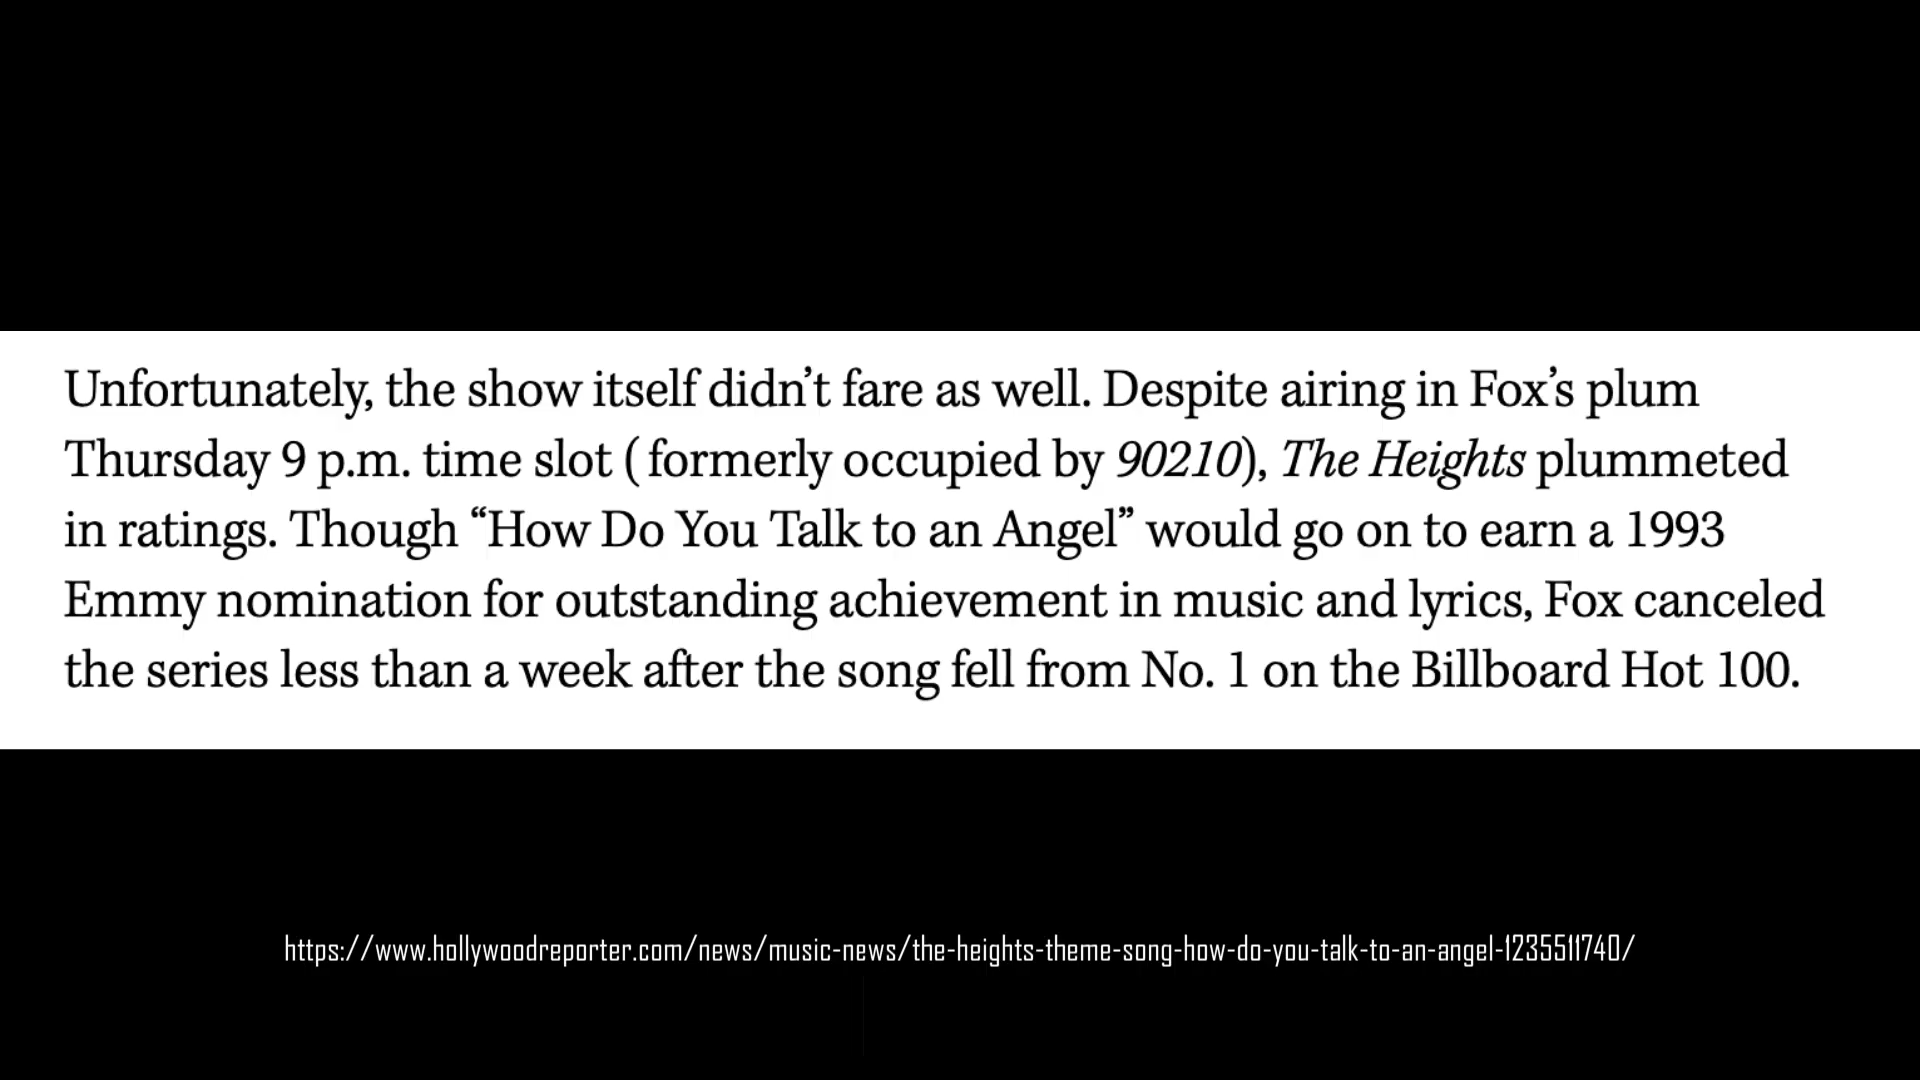 Unfortunately, the show itself didn’t fare as well. Despite airing in Fox’s plum
Thursday 9 p.m. time slot ( formerly occupied by 90210), The Heights plummeted
in ratings. Though “How Do You Talk to an Angel” would go on to earn a 1993
Emmy nomination for outstanding achievement in music and lyrics, Fox canceled
the series less than a week after the song fell from No. 1 on the Billboard Hot 100.
https://www.hollywoodreporter.com/news/music-news/the-heights-theme-song-how-do-you-talk-to-an-angel-1235511740/